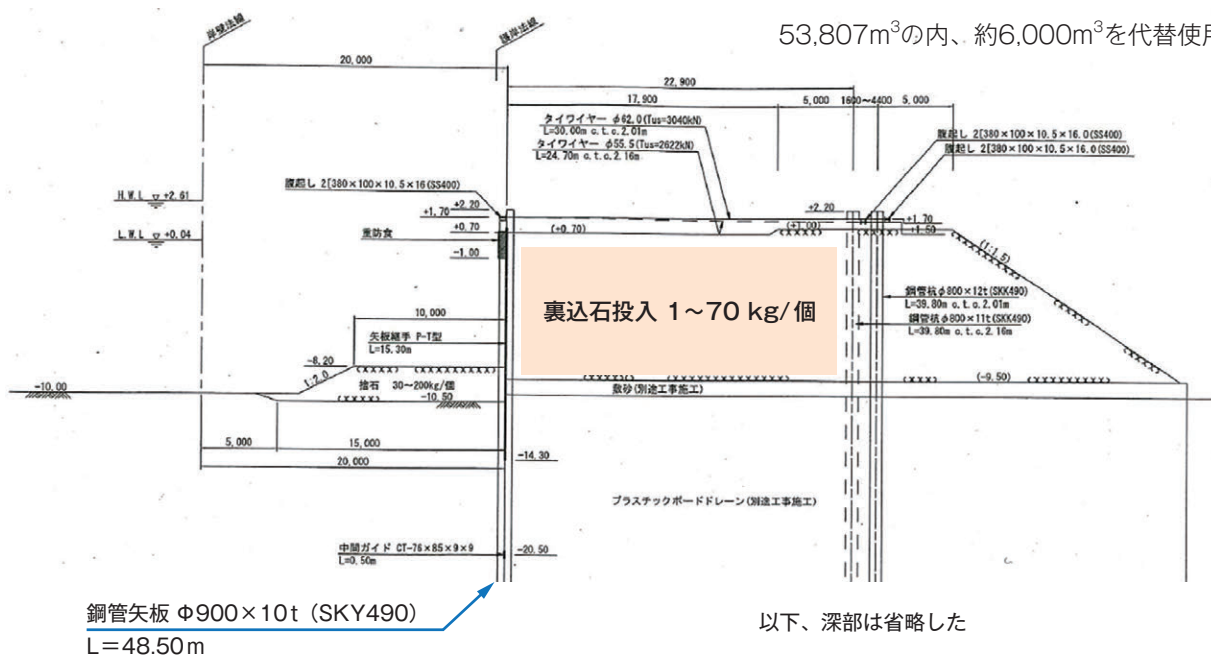 岸壁法線
護岸法線
53,807m³の内、約6,000m³を代替使用
20,000
22,900
17,900
5,000
1600~4400
5,000
タイワイヤー φ62.0(Tus=3040kN)
L=30.00m c.t.c.2.01m
タイワイヤー φ55.5(Tus=2622kN)
L=24.70m c.t.c.2.16m
腹起し 2[380×100×10.5×16.0(SS400)
腹起し 2[380×100×10.5×16.0(SS400)
腹起し 2[380×100×10.5×16(SS400)
H.W.L ▽ +2.61
+2.20
+1.70
+2.20
+1.70
L.W.L ▽ +0.04
重防食
+0.70
(+0.70)
(+1.00)
+1.50
-1.00
(1:1.5)
裏込石投入 1~70 kg/個
鋼管杭φ800×12t(SKK490)
L=39.80m c.t.c.2.01m
鋼管杭φ800×11t(SKK490)
L=39.80m c.t.c.2.16m
10,000
矢板継手 P-T型
L=15.30m
-8.20
1:2.0
捨石 30~200kg/個
-10.00
-10.50
(-9.50)
敷砂(別途工事施工)
5,000
15,000
20,000
-14.30
プラスチックボードドレーン(別途工事施工)
中間ガイド CT-76×85×9×9
L=0.50m
-20.50
鋼管矢板 Φ900×10t(SKY490)
L=48.50m
以下、深部は省略した